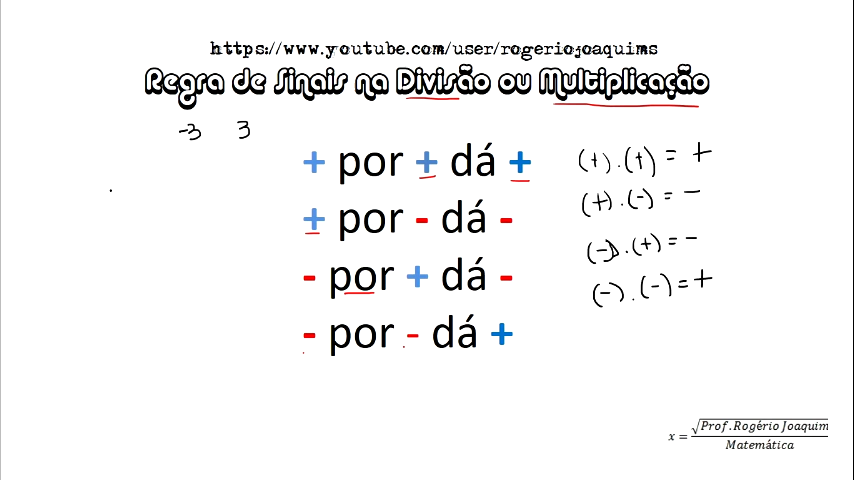 https://www.youtube.com/user/rogeriojoaquims
Regra de Sinais na Divisão ou Multiplicação
-3 3
+ por + dá +
(+).(+) = +
+ por - dá -
(+).(-) = -
- por + dá -
(-).(+) = -
- por - dá +
(-).(-) = +
x = √Prof.Rogério Joaquim
Matemática